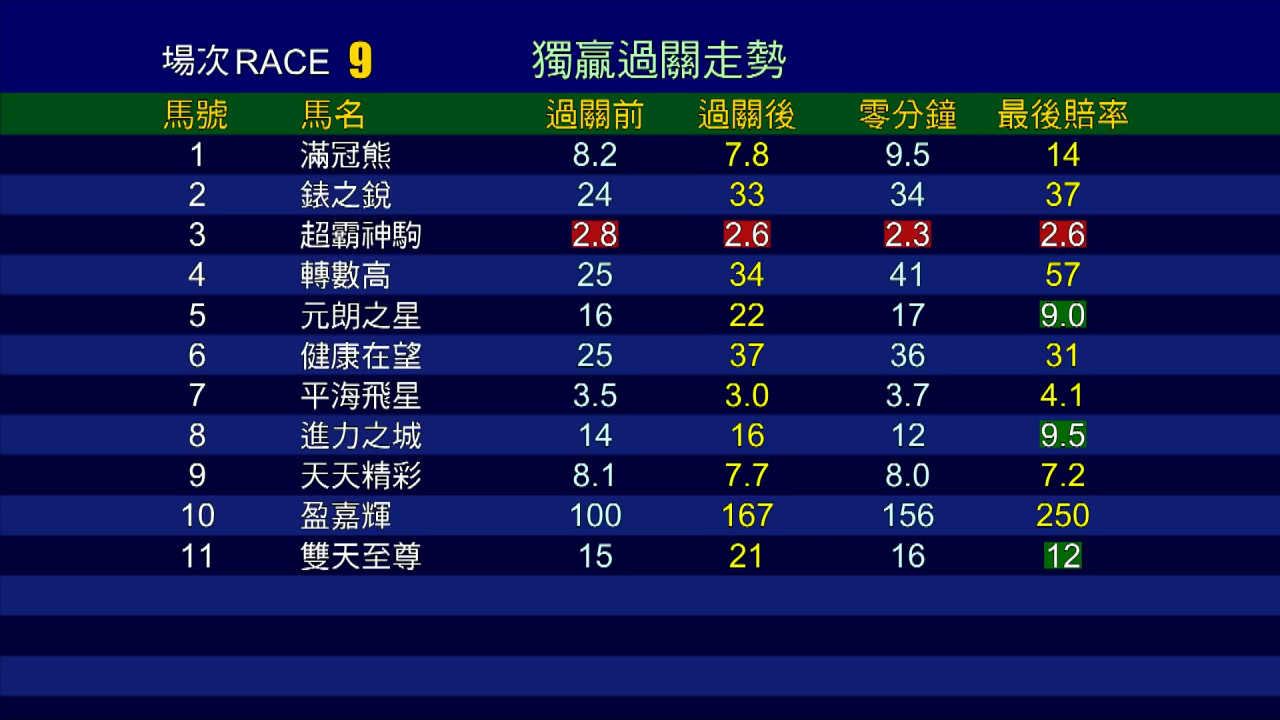 場次RACE 9 獨贏過關走勢
馬號 馬名 過關前 過關後 零分鐘 最後賠率
1 滿冠熊 8.2 7.8 9.5 14
2 錶之銳 24 33 34 37
3 超霸神駒 2.8 2.6 2.3 2.6
4 轉數高 25 34 41 57
5 元朗之星 16 22 17 9.0
6 健康在望 25 37 36 31
7 平海飛星 3.5 3.0 3.7 4.1
8 進力之城 14 16 12 9.5
9 天天精彩 8.1 7.7 8.0 7.2
10 盈嘉輝 100 167 156 250
11 雙天至尊 15 21 16 12